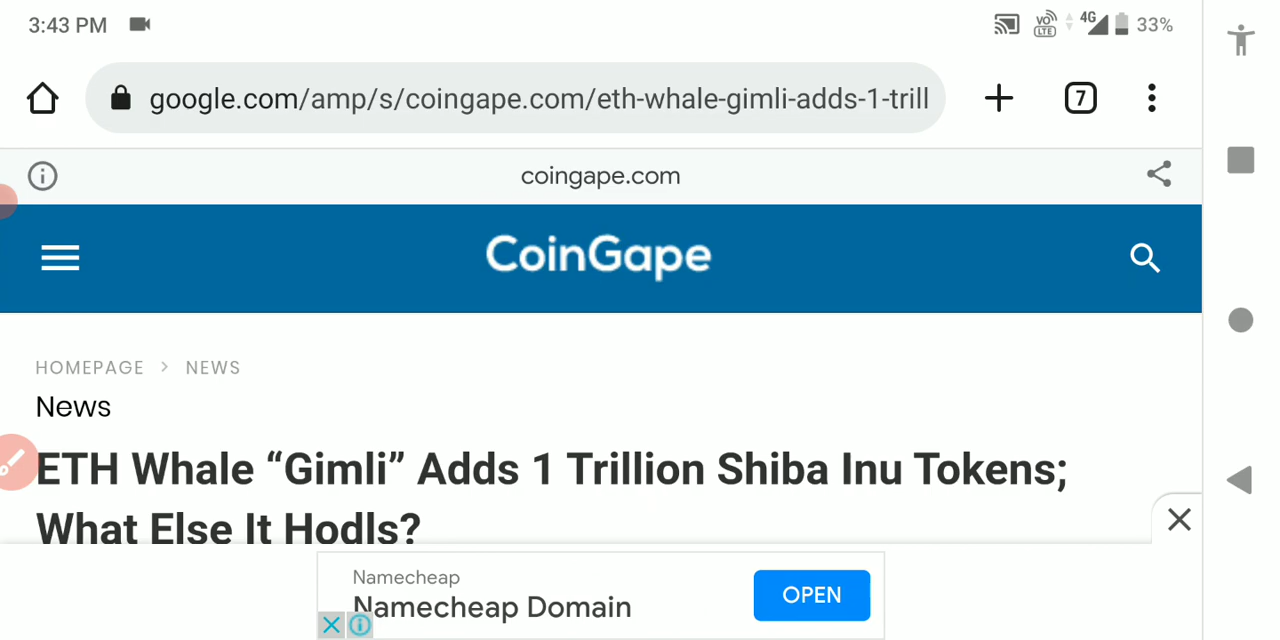 3:43 PM
VO LTE
4G
33%
google.com/amp/s/coingape.com/eth-whale-gimli-adds-1-trill
7
coingape.com
CoinGape
HOMEPAGE > NEWS
News
ETH Whale “Gimli” Adds 1 Trillion Shiba Inu Tokens;
What Else It Hodls?
Namecheap
Namecheap Domain
OPEN